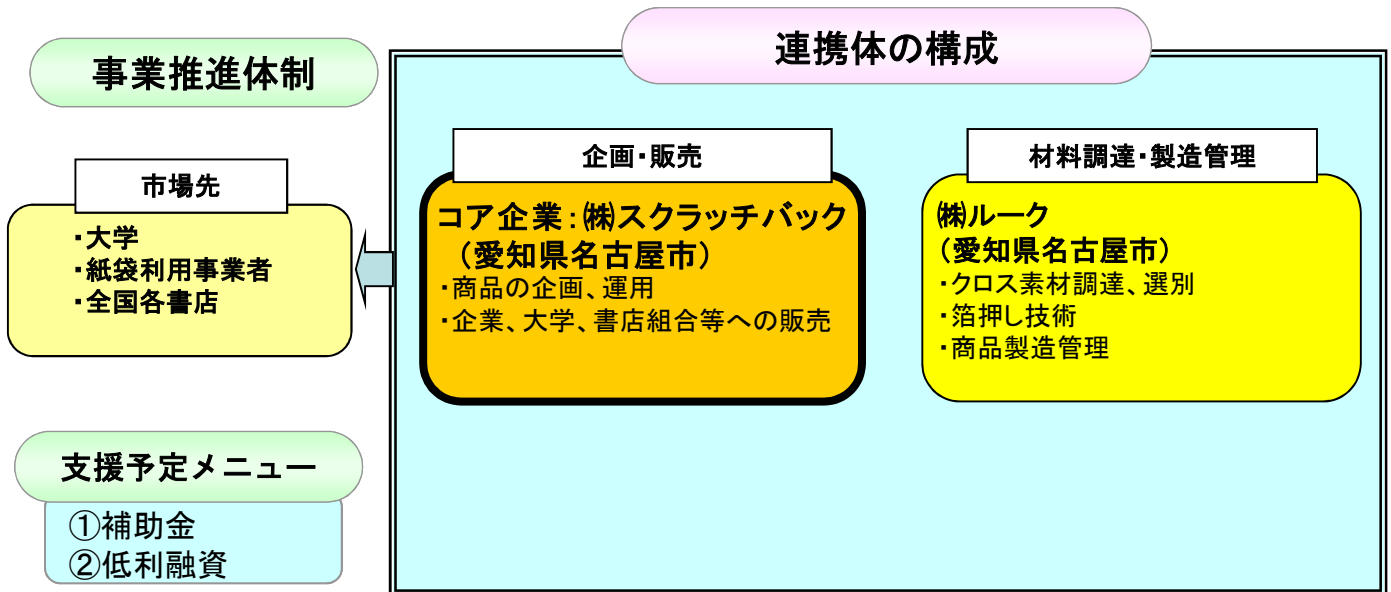 連携体の構成
事業推進体制
企画・販売
材料調達・製造管理
市場先
コア企業:㈱スクラッチバック
(愛知県名古屋市)
・商品の企画、運用
・企業、大学、書店組合等への販売
㈱ルーク
(愛知県名古屋市)
・クロス素材調達、選別
・箔押し技術
・商品製造管理
・大学
・紙袋利用事業者
・全国各書店
支援予定メニュー
①補助金
②低利融資